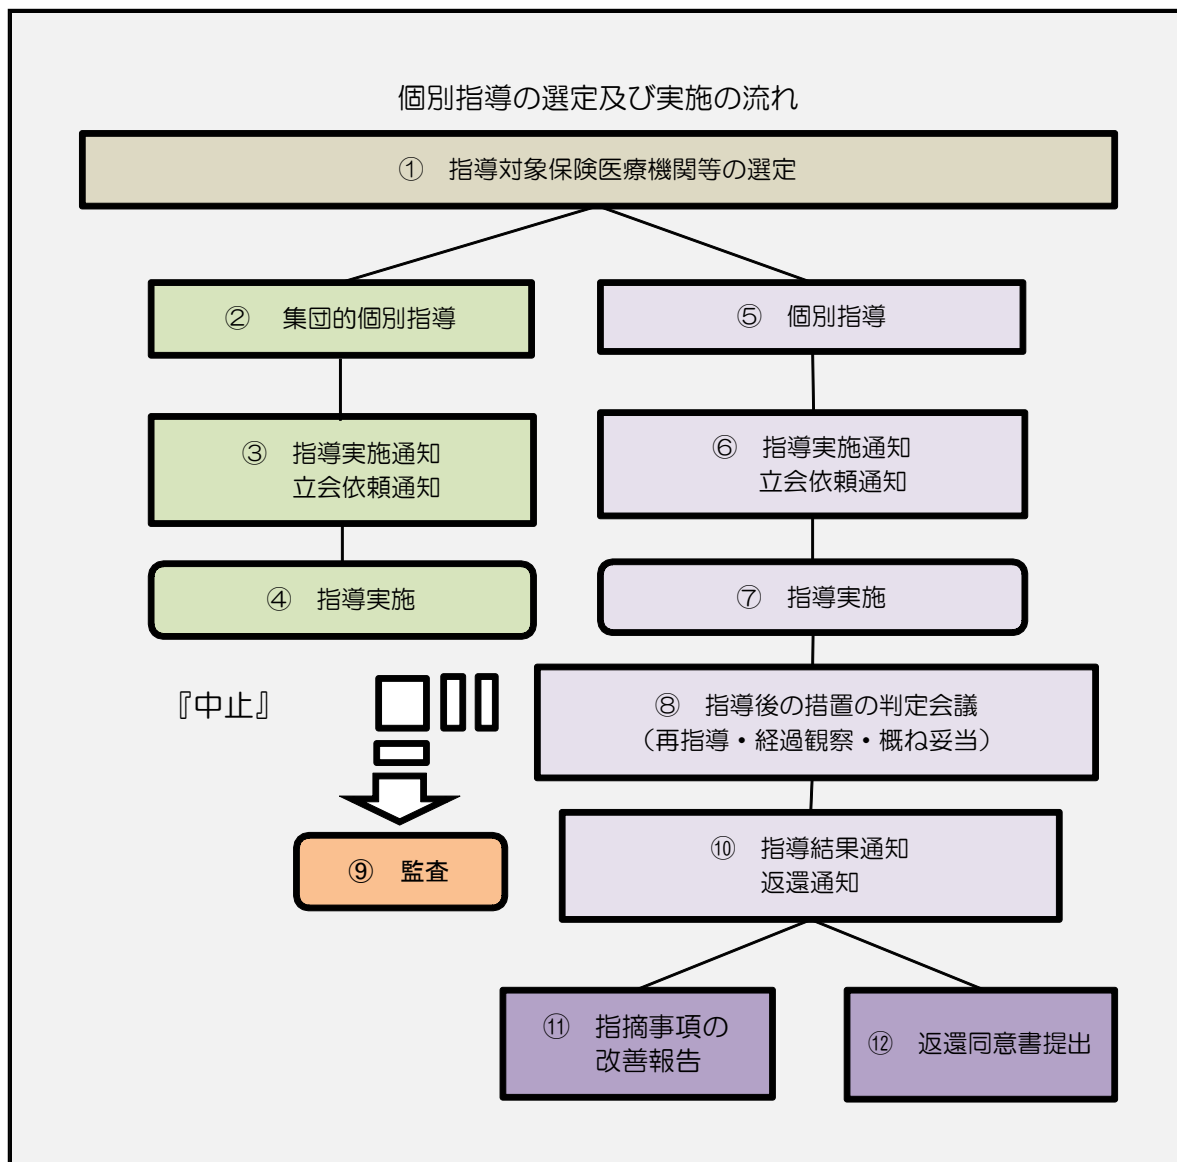 個別指導の選定及び実施の流れ
① 指導対象保険医療機関等の選定
② 集団的個別指導
⑤ 個別指導
③ 指導実施通知
立会依頼通知
⑥ 指導実施通知
立会依頼通知
④ 指導実施
⑦ 指導実施
『中止』
⑧ 指導後の措置の判定会議
（再指導・経過観察・概ね妥当）
⑨ 監査
⑩ 指導結果通知
返還通知
⑪ 指摘事項の
改善報告
⑫ 返還同意書提出